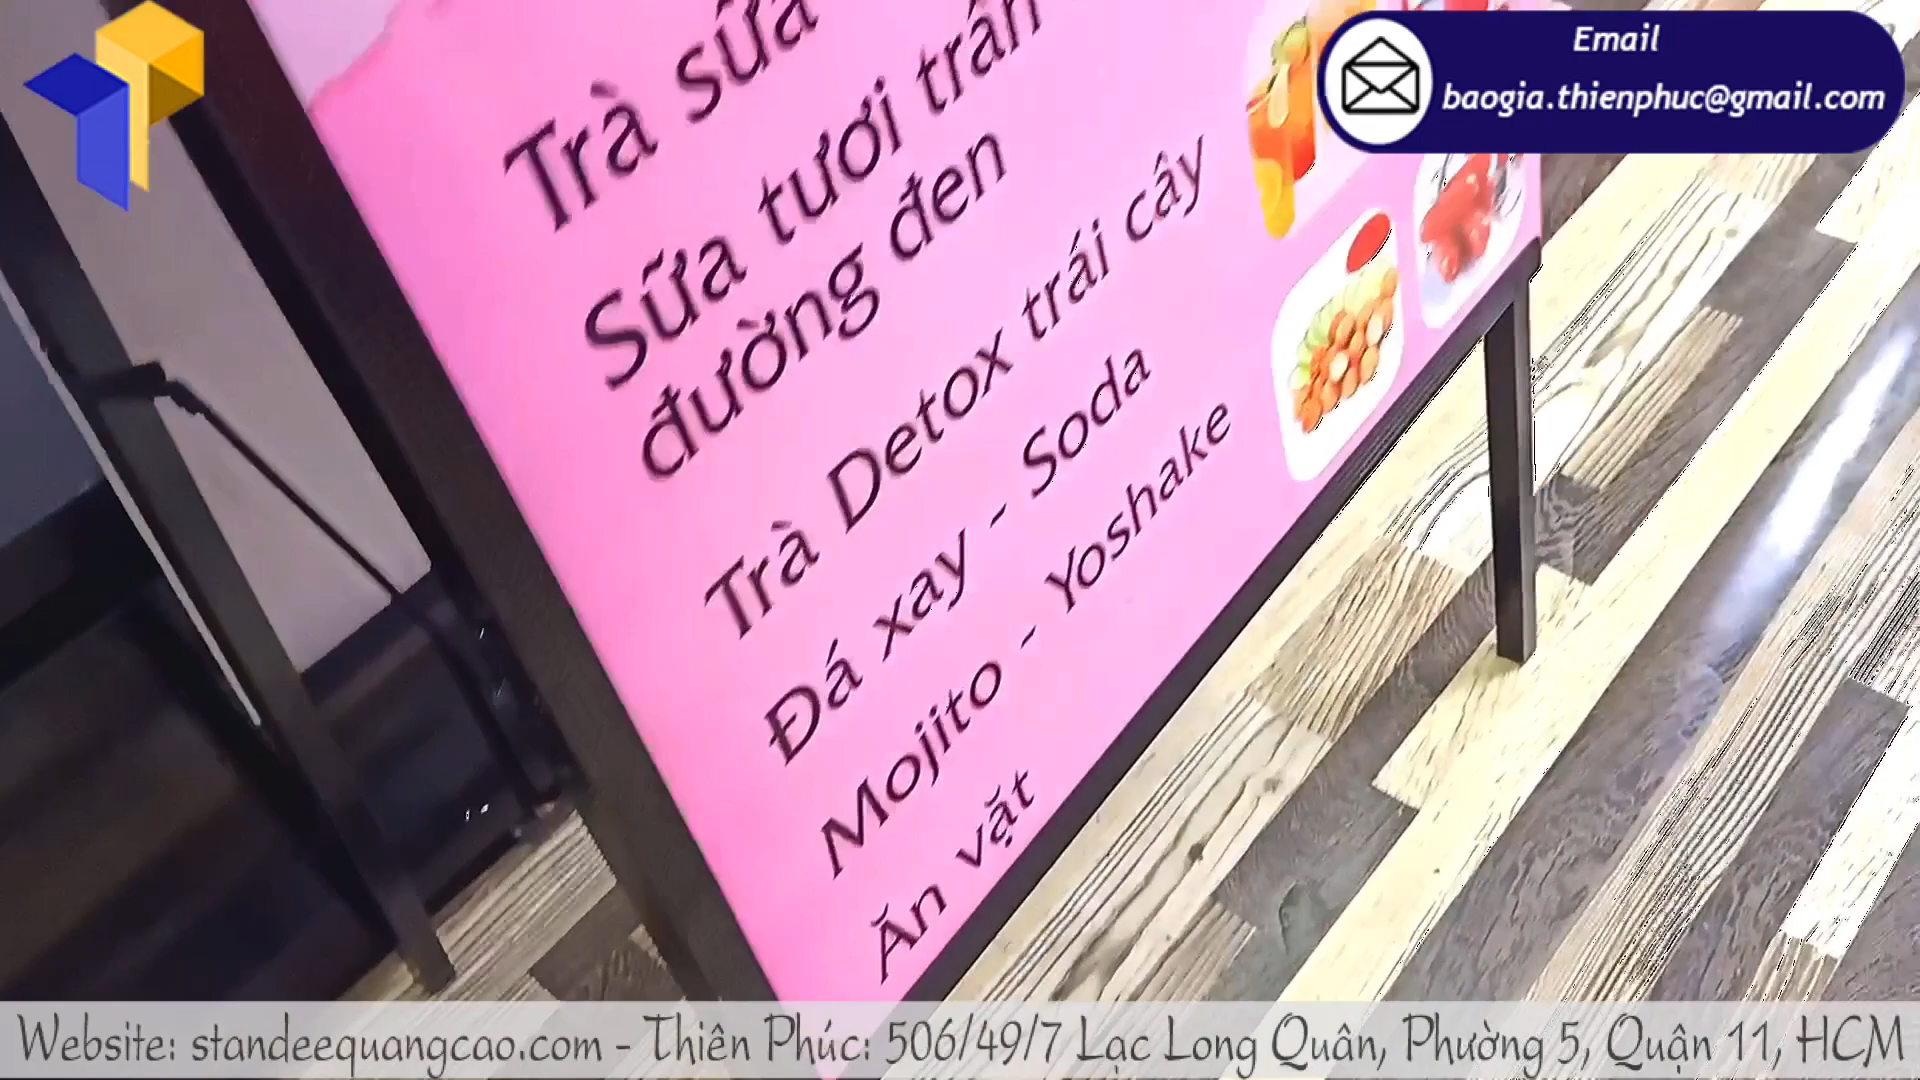 Email
baogia.thienphuc@gmail.com
Trà sữa
Sữa tươi trân
đường đen
Trà Detox trái cây
Đá xay - Soda
Mojito - Yoshake
Ăn vặt
Website: standeequangcao.com - Thiên Phúc: 506/49/7 Lạc Long Quân, Phường 5, Quận 11, HCM